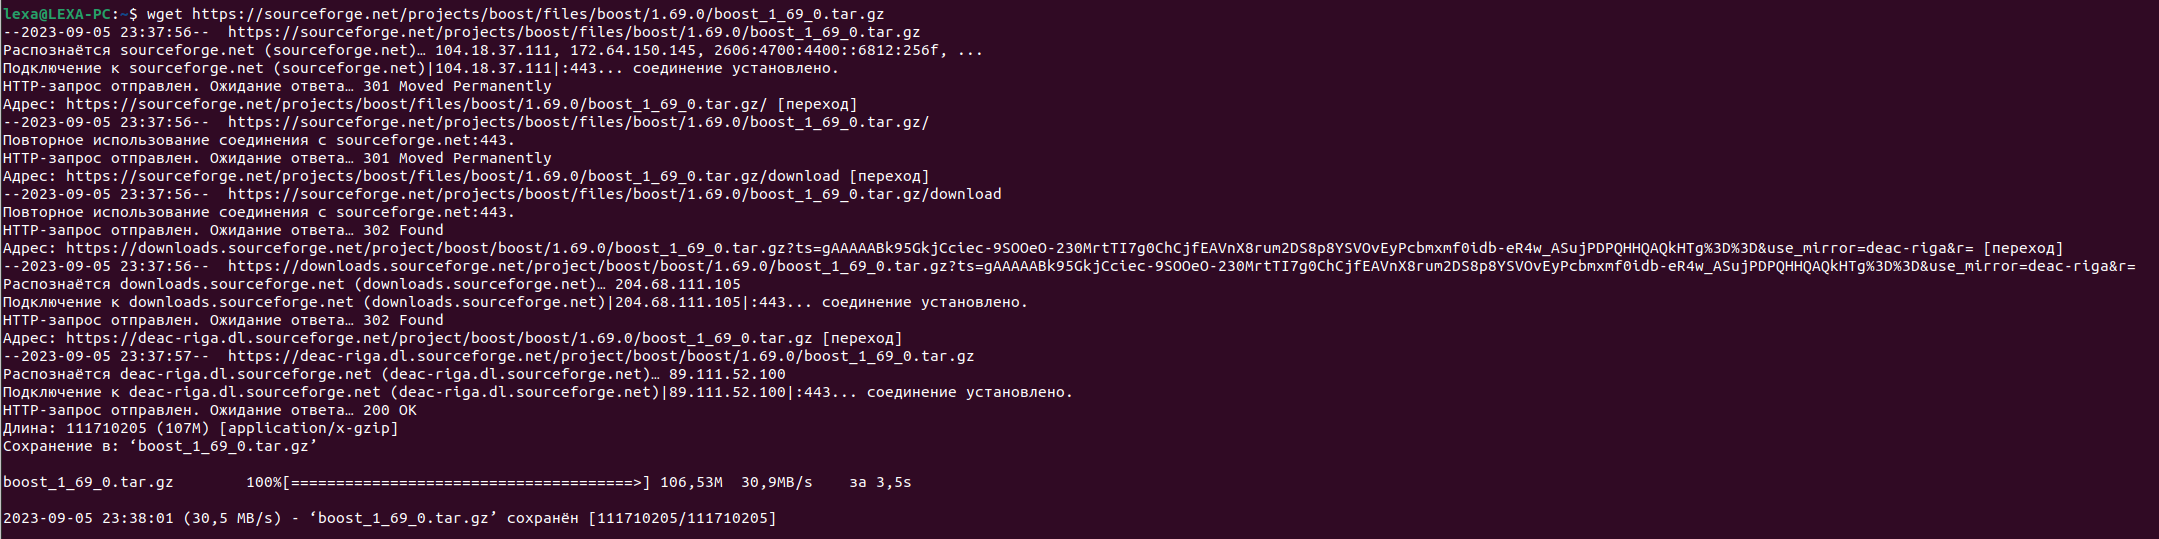 lexa@LEXA-PC:~$ wget https://sourceforge.net/projects/boost/files/boost/1.69.0/boost_1_69_0.tar.gz
--2023-09-05 23:37:56--  https://sourceforge.net/projects/boost/files/boost/1.69.0/boost_1_69_0.tar.gz
Распознаётся sourceforge.net (sourceforge.net)… 104.18.37.111, 172.64.150.145, 2606:4700:4400::6812:256f, ...
Подключение к sourceforge.net (sourceforge.net)|104.18.37.111|:443... соединение установлено.
HTTP-запрос отправлен. Ожидание ответа… 301 Moved Permanently
Адрес: https://sourceforge.net/projects/boost/files/boost/1.69.0/boost_1_69_0.tar.gz/ [переход]
--2023-09-05 23:37:56--  https://sourceforge.net/projects/boost/files/boost/1.69.0/boost_1_69_0.tar.gz/
Повторное использование соединения с sourceforge.net:443.
HTTP-запрос отправлен. Ожидание ответа… 301 Moved Permanently
Адрес: https://sourceforge.net/projects/boost/files/boost/1.69.0/boost_1_69_0.tar.gz/download [переход]
--2023-09-05 23:37:56--  https://sourceforge.net/projects/boost/files/boost/1.69.0/boost_1_69_0.tar.gz/download
Повторное использование соединения с sourceforge.net:443.
HTTP-запрос отправлен. Ожидание ответа… 302 Found
Адрес: https://downloads.sourceforge.net/project/boost/boost/1.69.0/boost_1_69_0.tar.gz?ts=gAAAAABk95GkjCciec-9SOOeO-230MrtTI7g0ChCjfEAVnX8rum2DS8p8YSVOvEyPcbmxmf0idb-eR4w_ASujPDPQHHQAQkHTg%3D%3D&use_mirror=deac-riga&r= [переход]
--2023-09-05 23:37:56--  https://downloads.sourceforge.net/project/boost/boost/1.69.0/boost_1_69_0.tar.gz?ts=gAAAAABk95GkjCciec-9SOOeO-230MrtTI7g0ChCjfEAVnX8rum2DS8p8YSVOvEyPcbmxmf0idb-eR4w_ASujPDPQHHQAQkHTg%3D%3D&use_mirror=deac-riga&r=
Распознаётся downloads.sourceforge.net (downloads.sourceforge.net)… 204.68.111.105
Подключение к downloads.sourceforge.net (downloads.sourceforge.net)|204.68.111.105|:443... соединение установлено.
HTTP-запрос отправлен. Ожидание ответа… 302 Found
Адрес: https://deac-riga.dl.sourceforge.net/project/boost/boost/1.69.0/boost_1_69_0.tar.gz [переход]
--2023-09-05 23:37:57--  https://deac-riga.dl.sourceforge.net/project/boost/boost/1.69.0/boost_1_69_0.tar.gz
Распознаётся deac-riga.dl.sourceforge.net (deac-riga.dl.sourceforge.net)… 89.111.52.100
Подключение к deac-riga.dl.sourceforge.net (deac-riga.dl.sourceforge.net)|89.111.52.100|:443... соединение установлено.
HTTP-запрос отправлен. Ожидание ответа… 200 OK
Длина: 111710205 (107M) [application/x-gzip]
Сохранение в: ‘boost_1_69_0.tar.gz’
boost_1_69_0.tar.gz        100%[======================================>] 106,53M  30,9MB/s    за 3,5s
2023-09-05 23:38:01 (30,5 MB/s) - ‘boost_1_69_0.tar.gz’ сохранён [111710205/111710205]